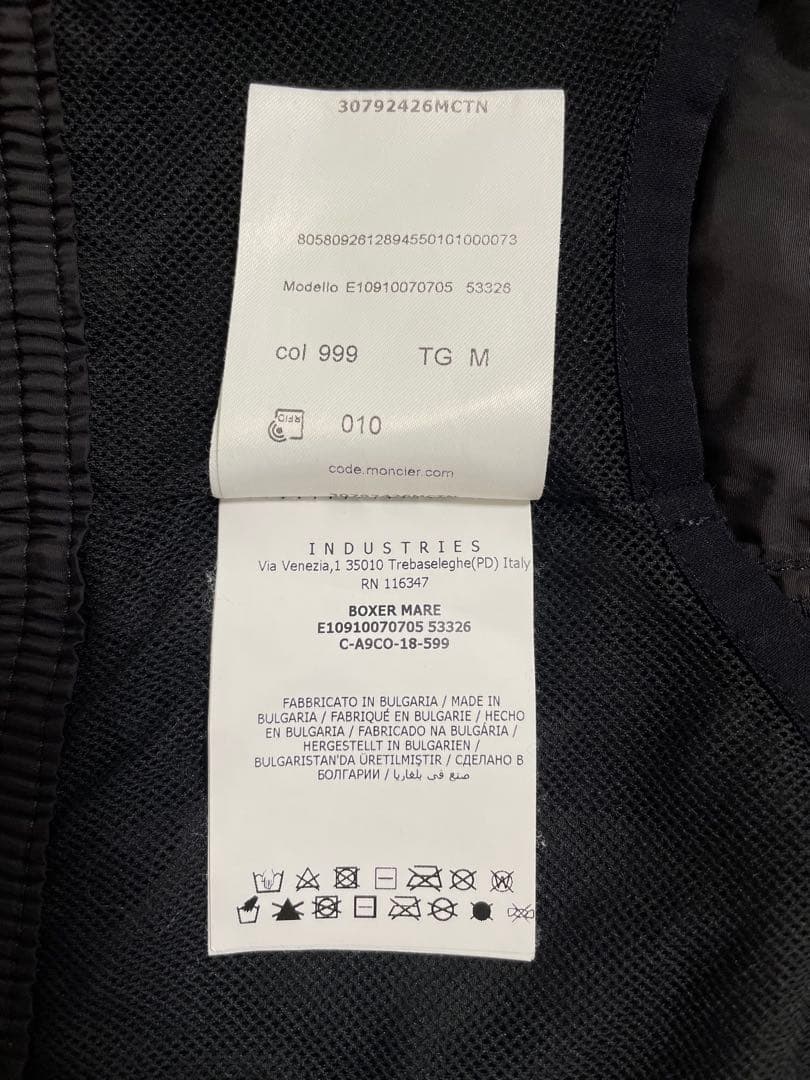 30792426MCTN
8058092612894550101000073
Modello E10910070705 53326
col 999 TG M
RFID 010
code.moncler.com
INDUSTRIES
Via Venezia,1 35010 Trebaseleghe(PD) Italy
RN 116347
BOXER MARE
E10910070705 53326
C-A9CO-18-599
FABBRICATO IN BULGARIA / MADE IN
BULGARIA / FABRIQUÉ EN BULGARIE / HECHO
EN BULGARIA / FABRICADO NA BULGÁRIA /
HERGESTELLT IN BULGARIEN /
BULGARISTAN'DA ÜRETILMIŞTIR / СДЕЛАНО В
БОЛГАРИИ / صنع في بلغاريا
W